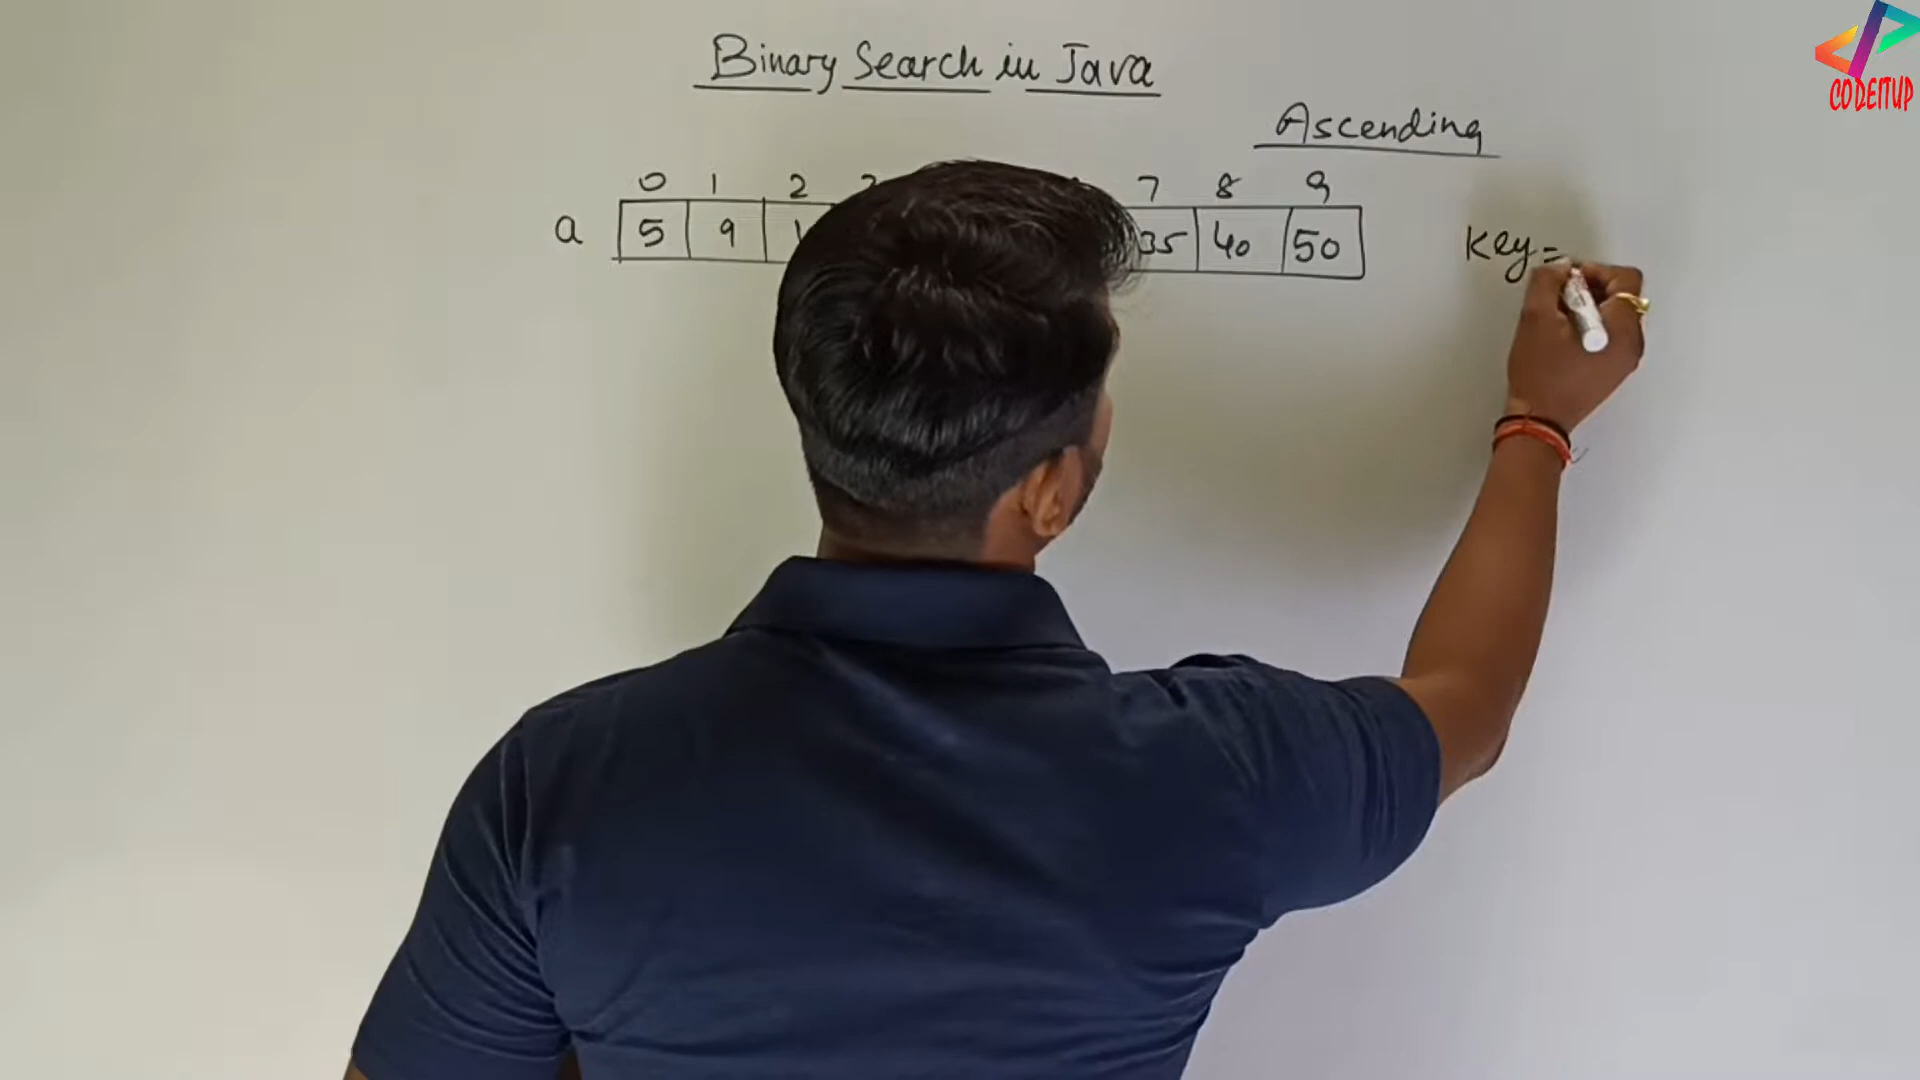 CODEITUP
Binary Search in Java
Ascending
0 1 2 7 8 9
a 5 9 35 40 50
Key=